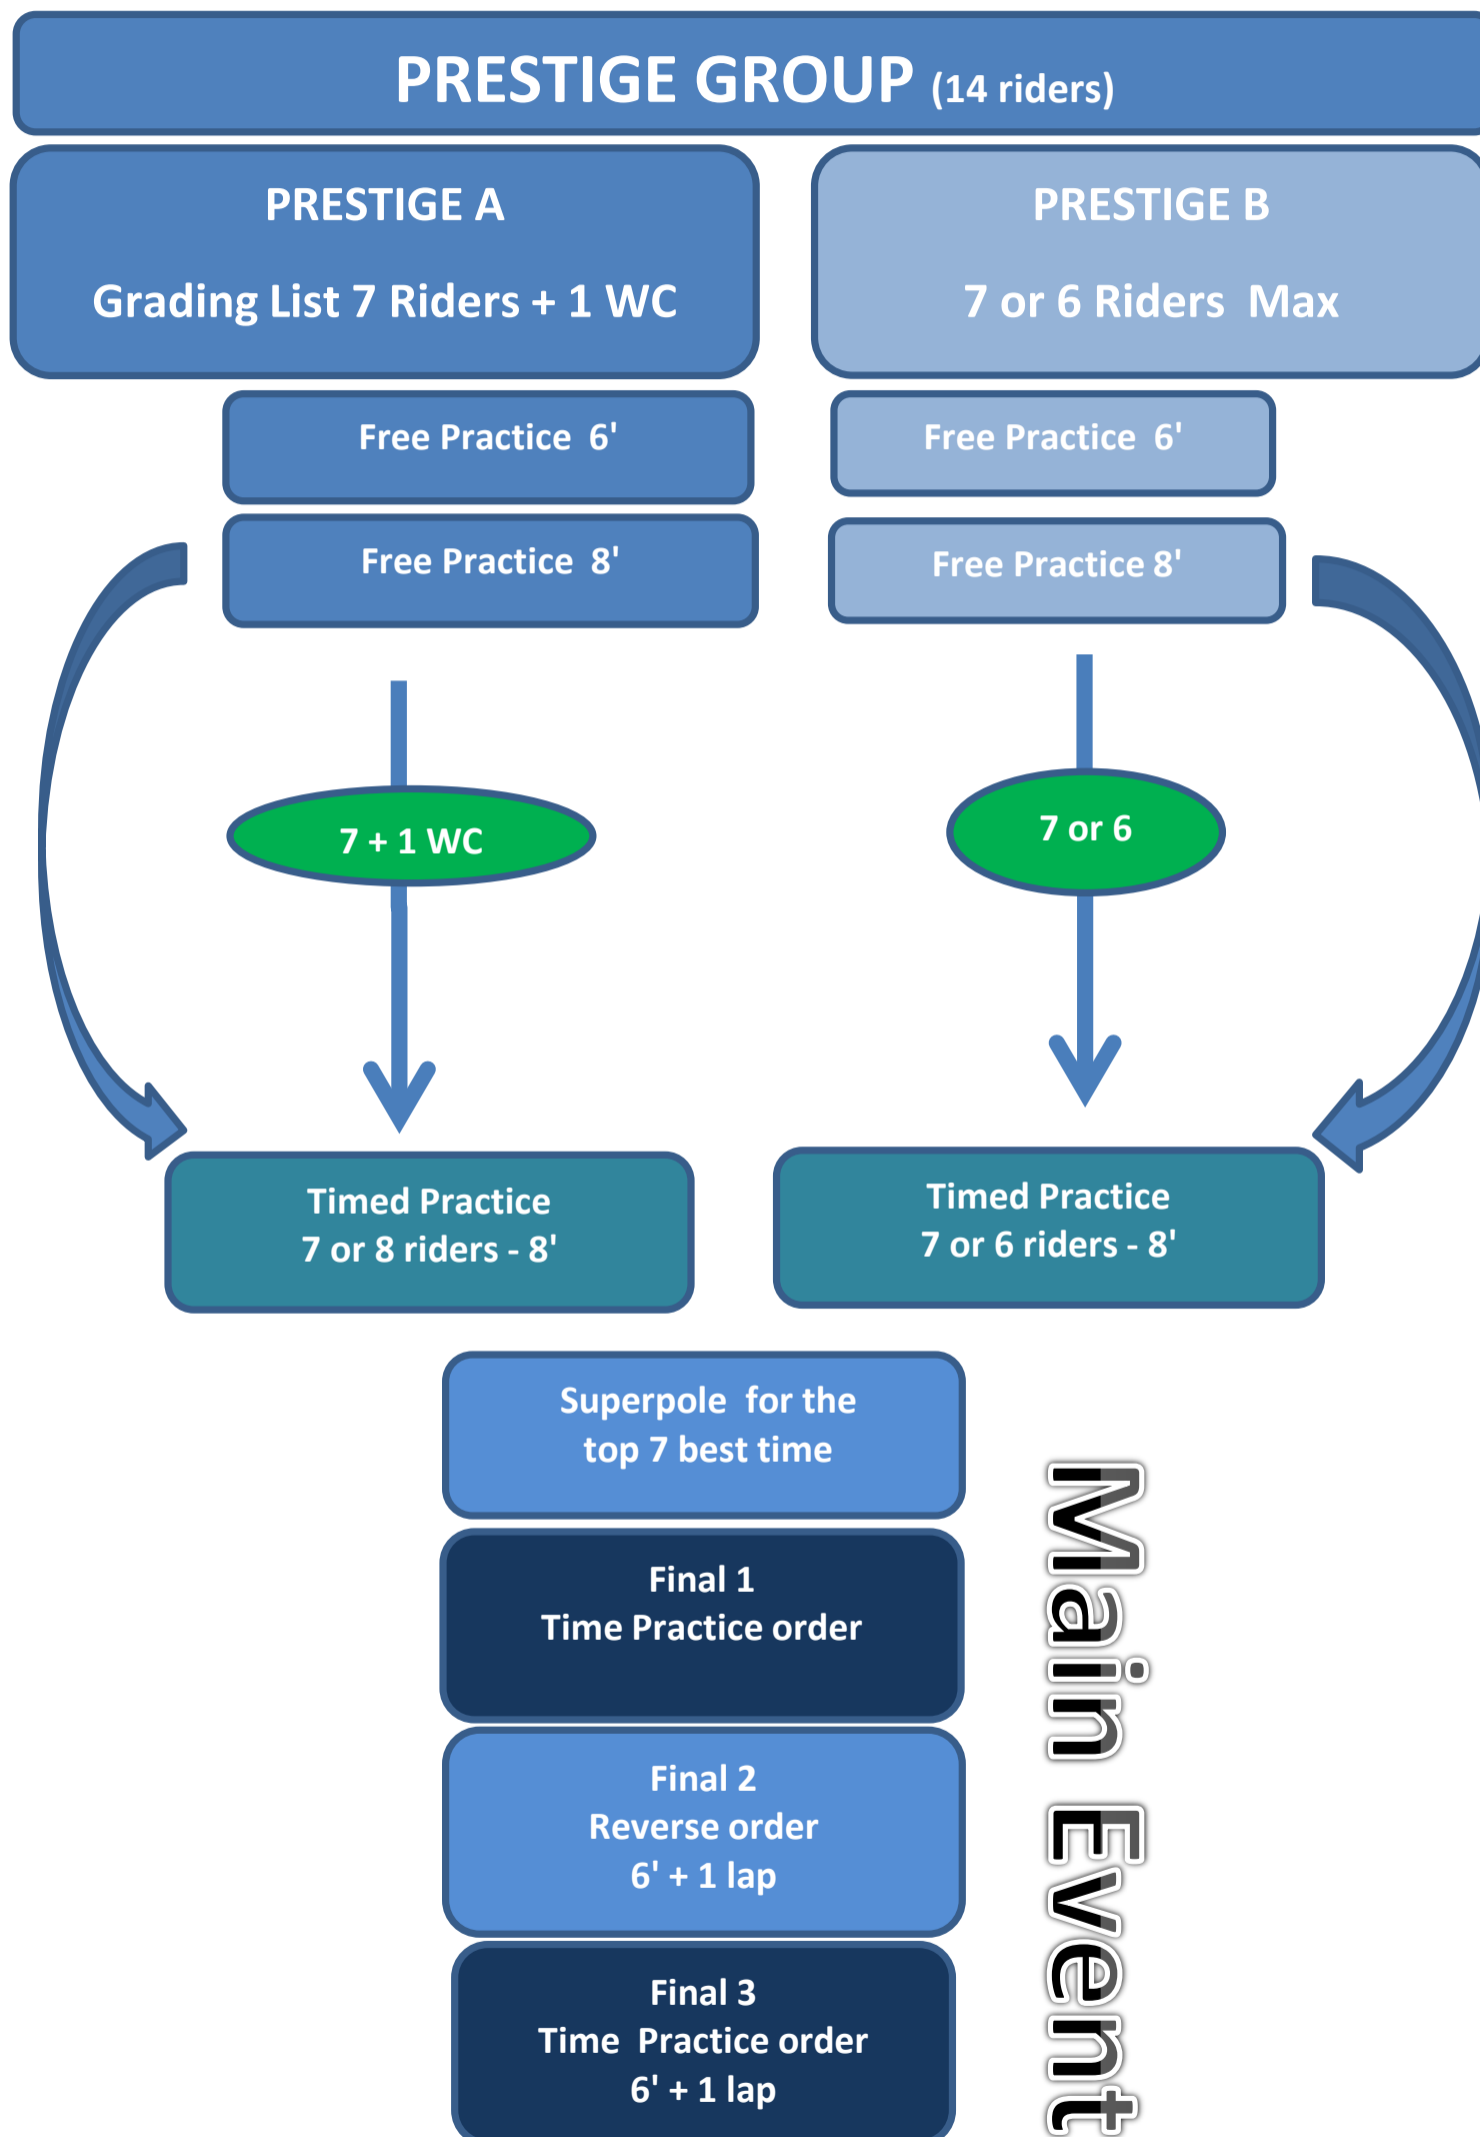 PRESTIGE GROUP (14 riders)
PRESTIGE A
Grading List 7 Riders + 1 WC
PRESTIGE B
7 or 6 Riders Max
Free Practice 6'
Free Practice 8'
Free Practice 6'
Free Practice 8'
7 + 1 WC
7 or 6
Timed Practice
7 or 8 riders - 8'
Timed Practice
7 or 6 riders - 8'
Superpole for the
top 7 best time
Final 1
Time Practice order
Final 2
Reverse order
6' + 1 lap
Final 3
Time Practice order
6' + 1 lap
Main Event